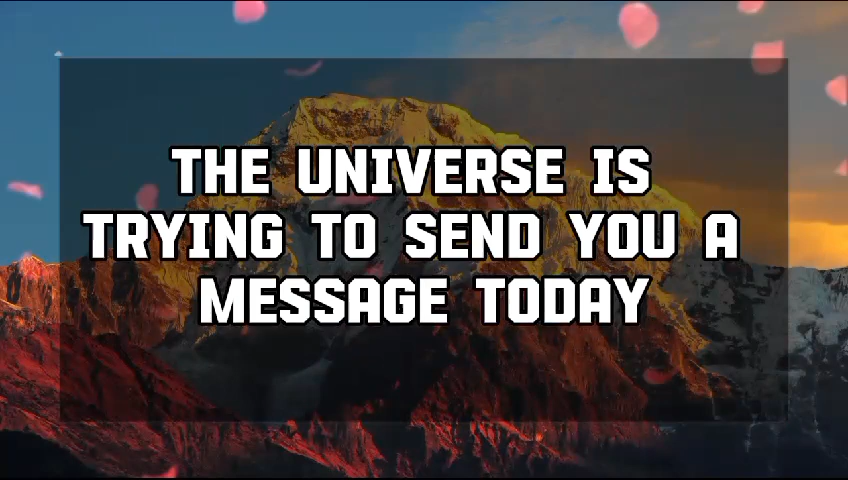 THE UNIVERSE IS
TRYING TO SEND YOU A
MESSAGE TODAY